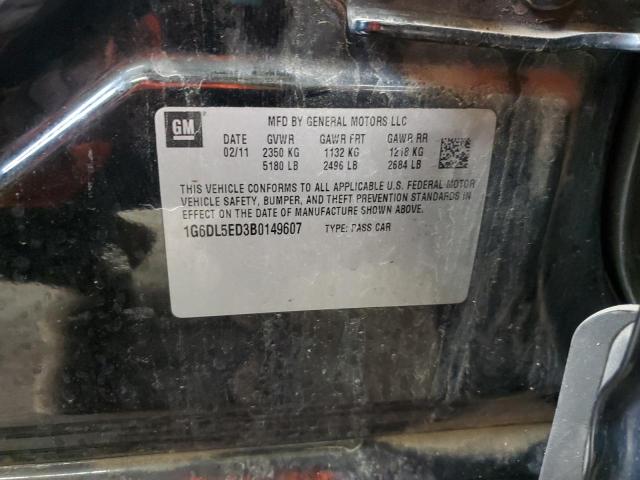 GM
MFD BY GENERAL MOTORS LLC
DATE GVWR GAWR FRT GAWR RR
02/11 2350 KG 1132 KG 1218 KG
5180 LB 2496 LB 2684 LB
THIS VEHICLE CONFORMS TO ALL APPLICABLE U.S. FEDERAL MOTOR
VEHICLE SAFETY, BUMPER, AND THEFT PREVENTION STANDARDS
IN EFFECT ON THE DATE OF MANUFACTURE SHOWN ABOVE.
1G6DL5ED3B0149607 TYPE: PASS CAR